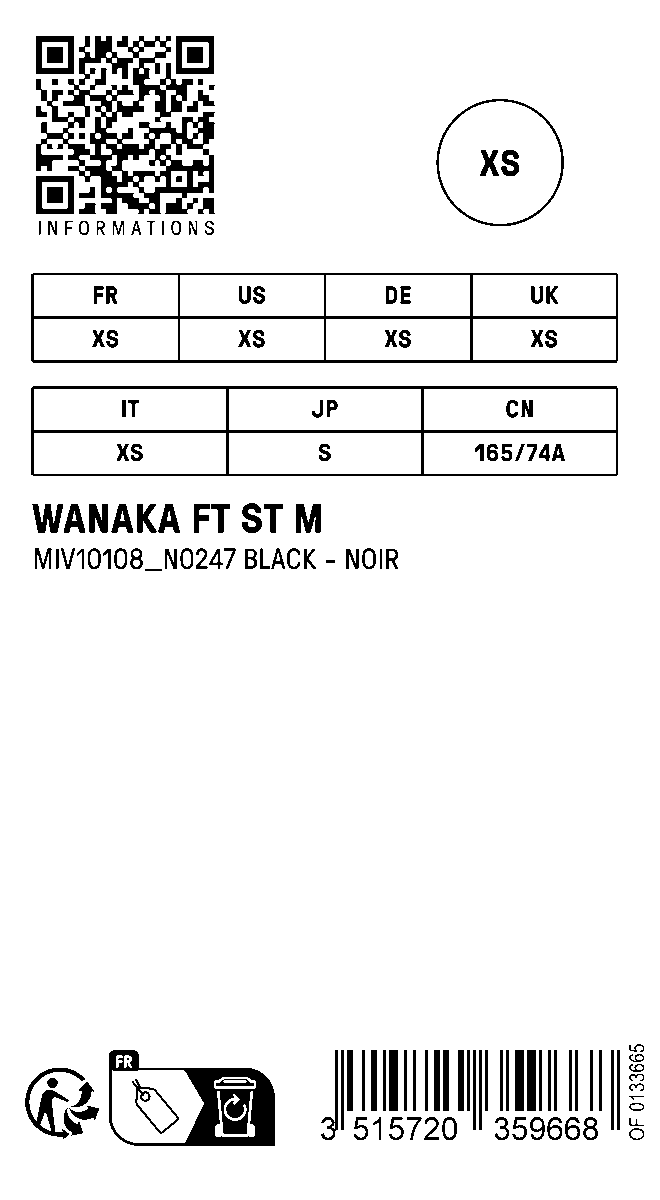 INFORMATIONS
XS
FR US DE UK
XS XS XS XS
IT JP CN
XS S 165/74A
WANAKA FT ST M
MIV10108_N0247 BLACK - NOIR
FR
3 515720 359668
OF 0133665